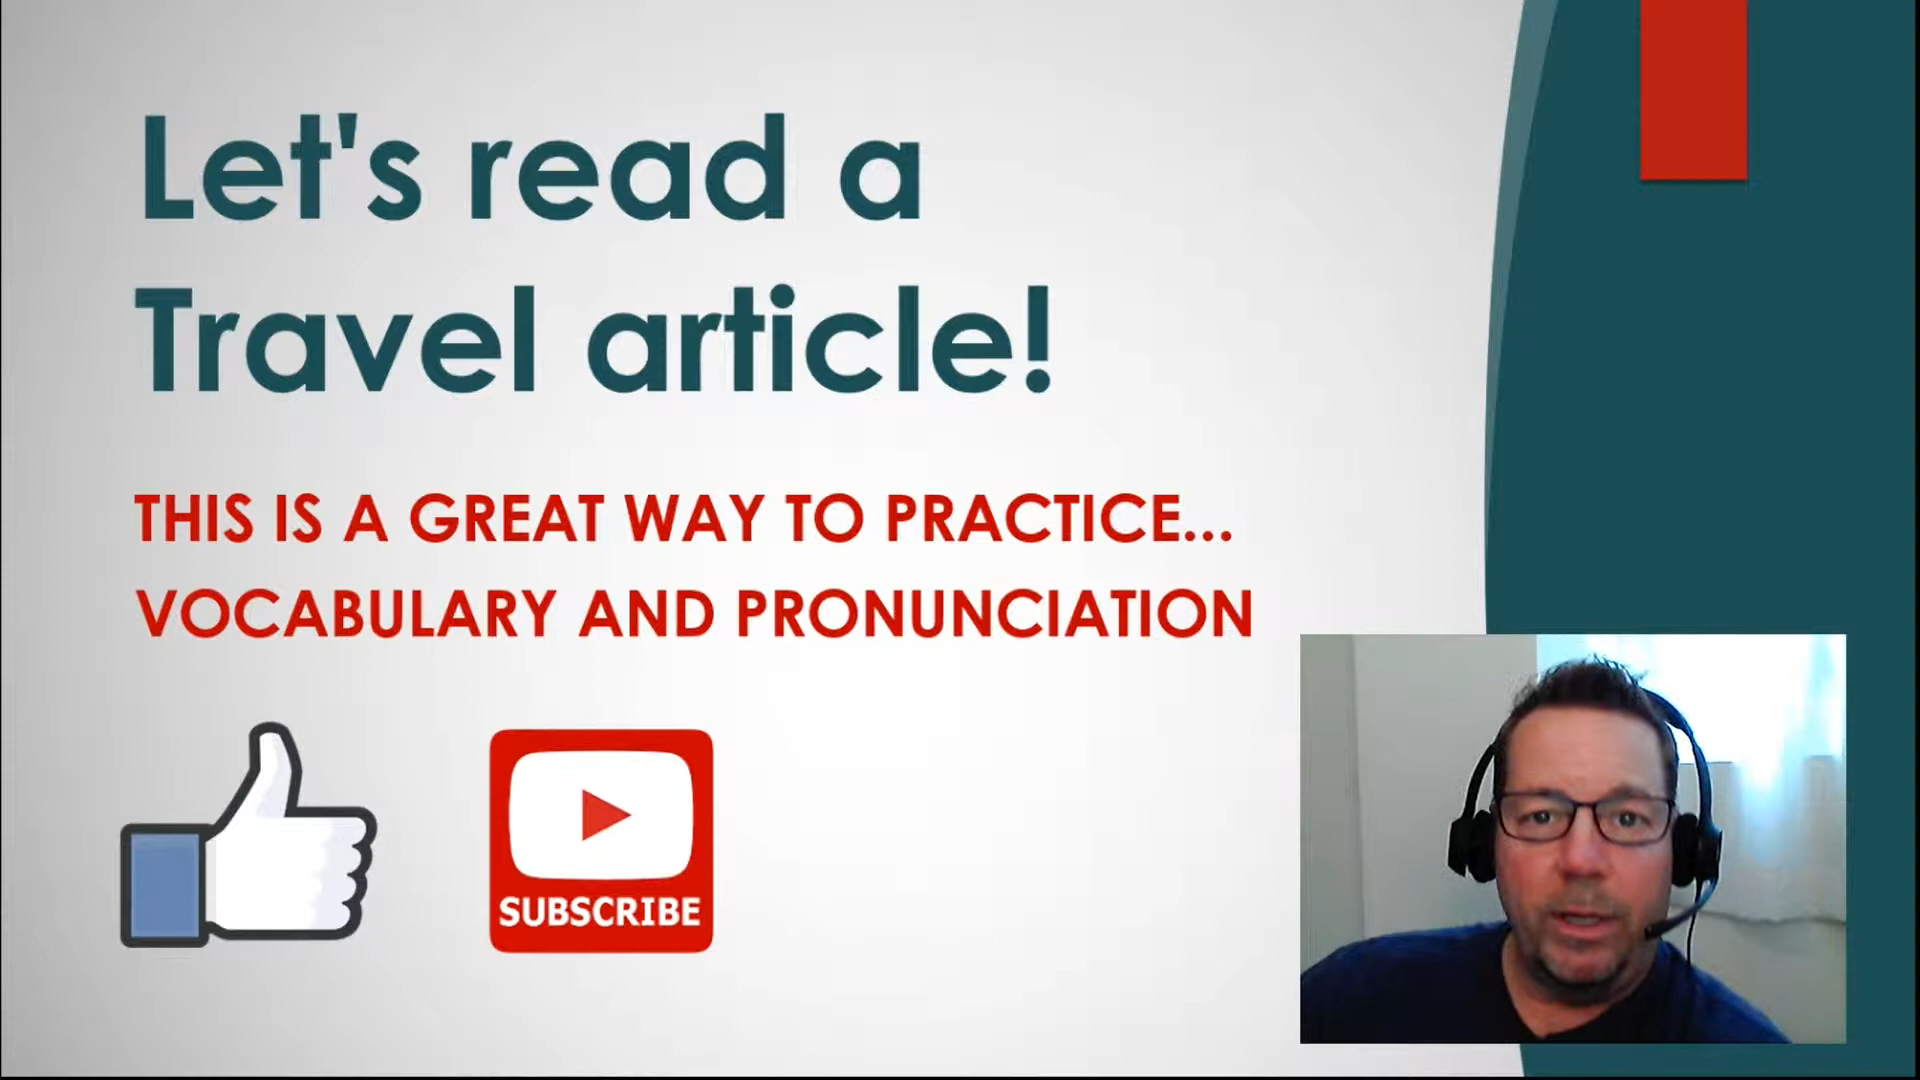 Let's read a
Travel article!
THIS IS A GREAT WAY TO PRACTICE...
VOCABULARY AND PRONUNCIATION
SUBSCRIBE